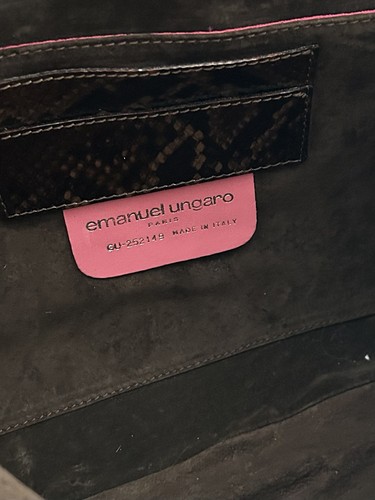 emanuel ungaro
PARIS
GU-252149 MADE IN ITALY